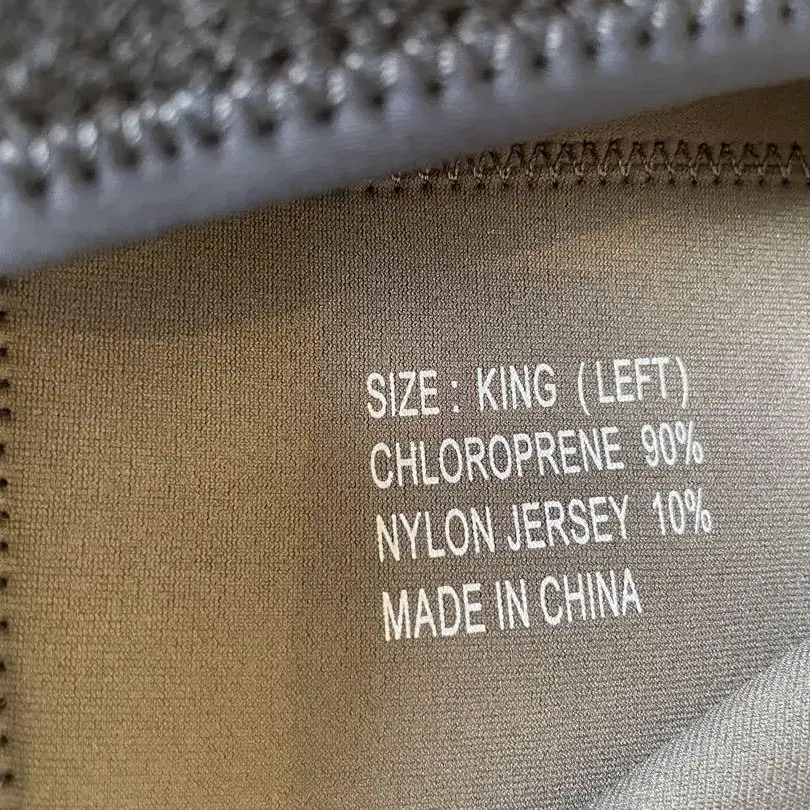 SIZE : KING (LEFT)
CHLOROPRENE 90%
NYLON JERSEY 10%
MADE IN CHINA